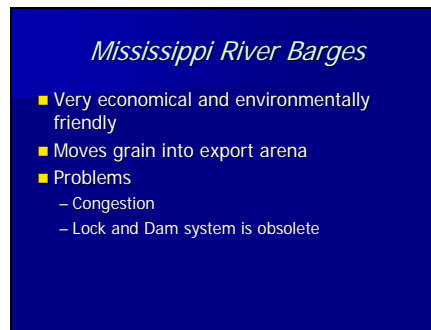 Mississippi River Barges
■ Very economical and environmentally
friendly
■ Moves grain into export arena
■ Problems
– Congestion
– Lock and Dam system is obsolete